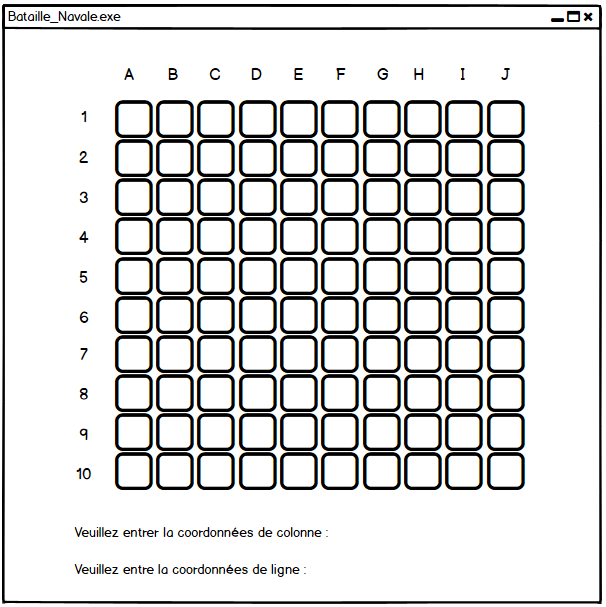 Bataille_Navale.exe
A B C D E F G H I J
1
2
3
4
5
6
7
8
9
10
Veuillez entrer la coordonnées de colonne :
Veuillez entre la coordonnées de ligne :